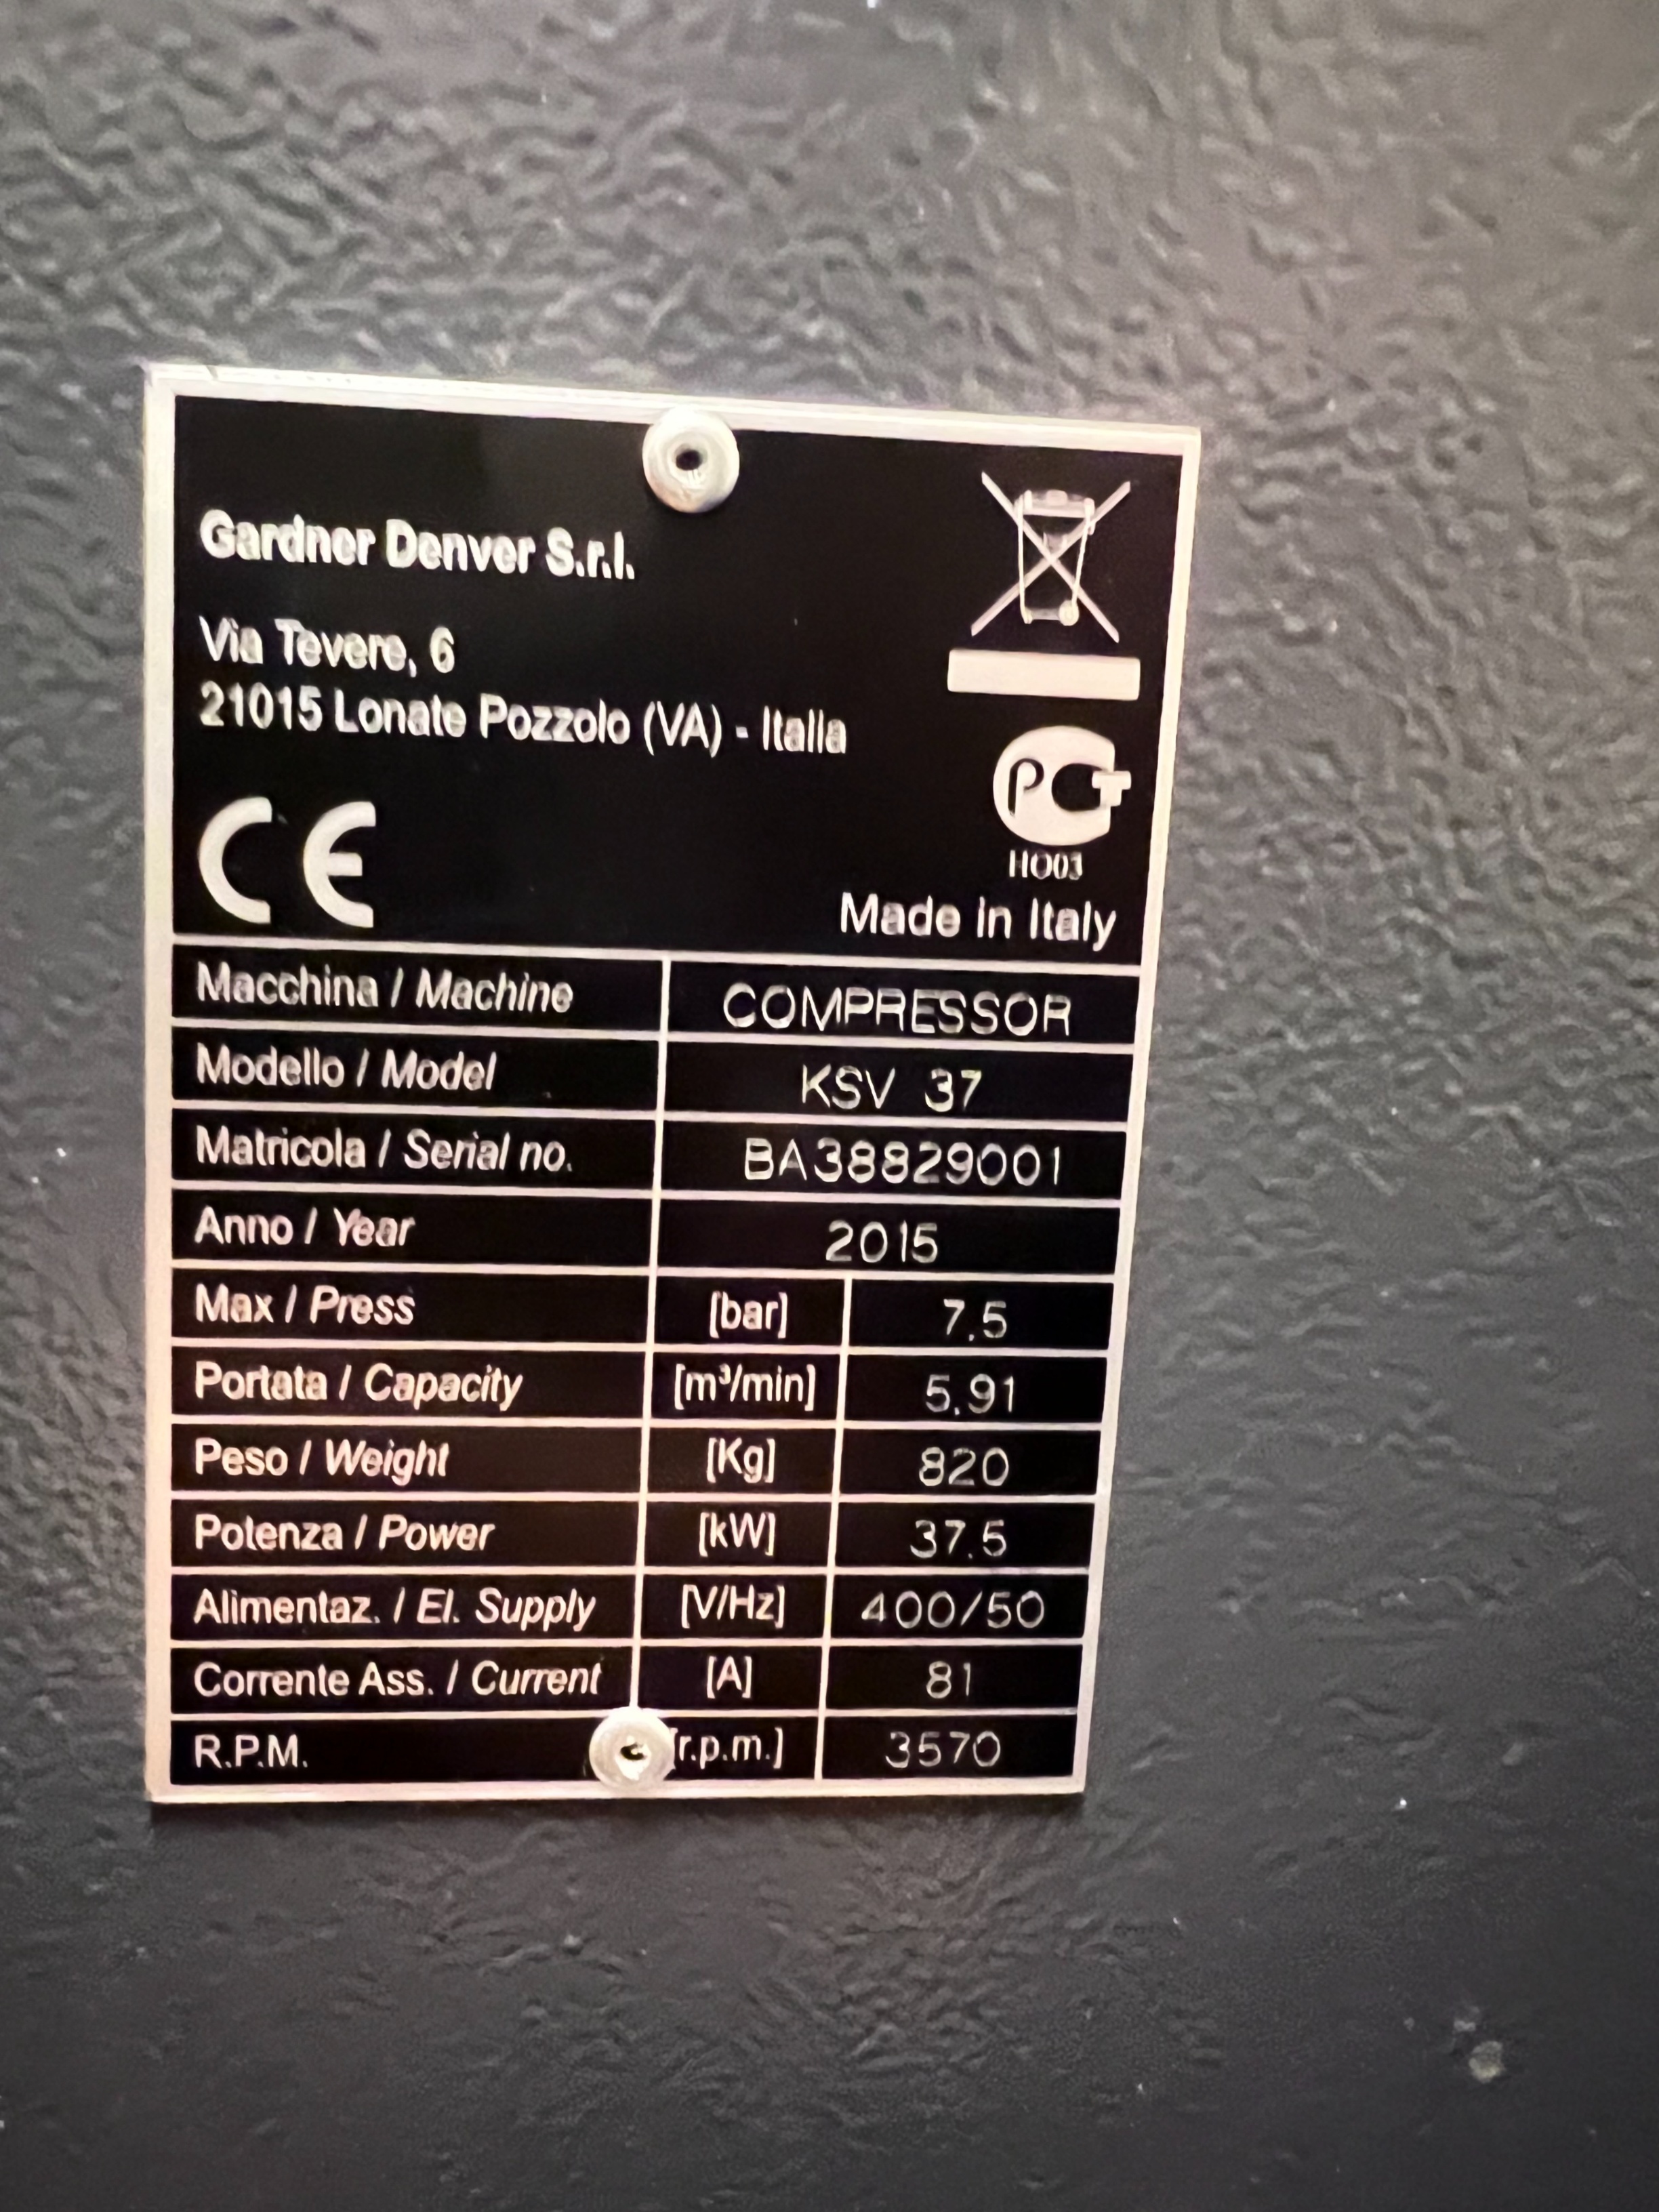 Gardner Denver S.r.l.
Via Tevere, 6
21015 Lonate Pozzolo (VA) - Italia
CE
PCT
HO03
Made in Italy
Macchina / Machine COMPRESSOR
Modello / Model KSV 37
Matricola / Serial no. BA38829001
Anno / Year 2015
Max / Press [bar] 7.5
Portata / Capacity [m³/min] 5.91
Peso / Weight [Kg] 820
Potenza / Power [kW] 37.5
Alimentaz. / El. Supply [V/Hz] 400/50
Corrente Ass. / Current [A] 81
R.P.M. [r.p.m.] 3570